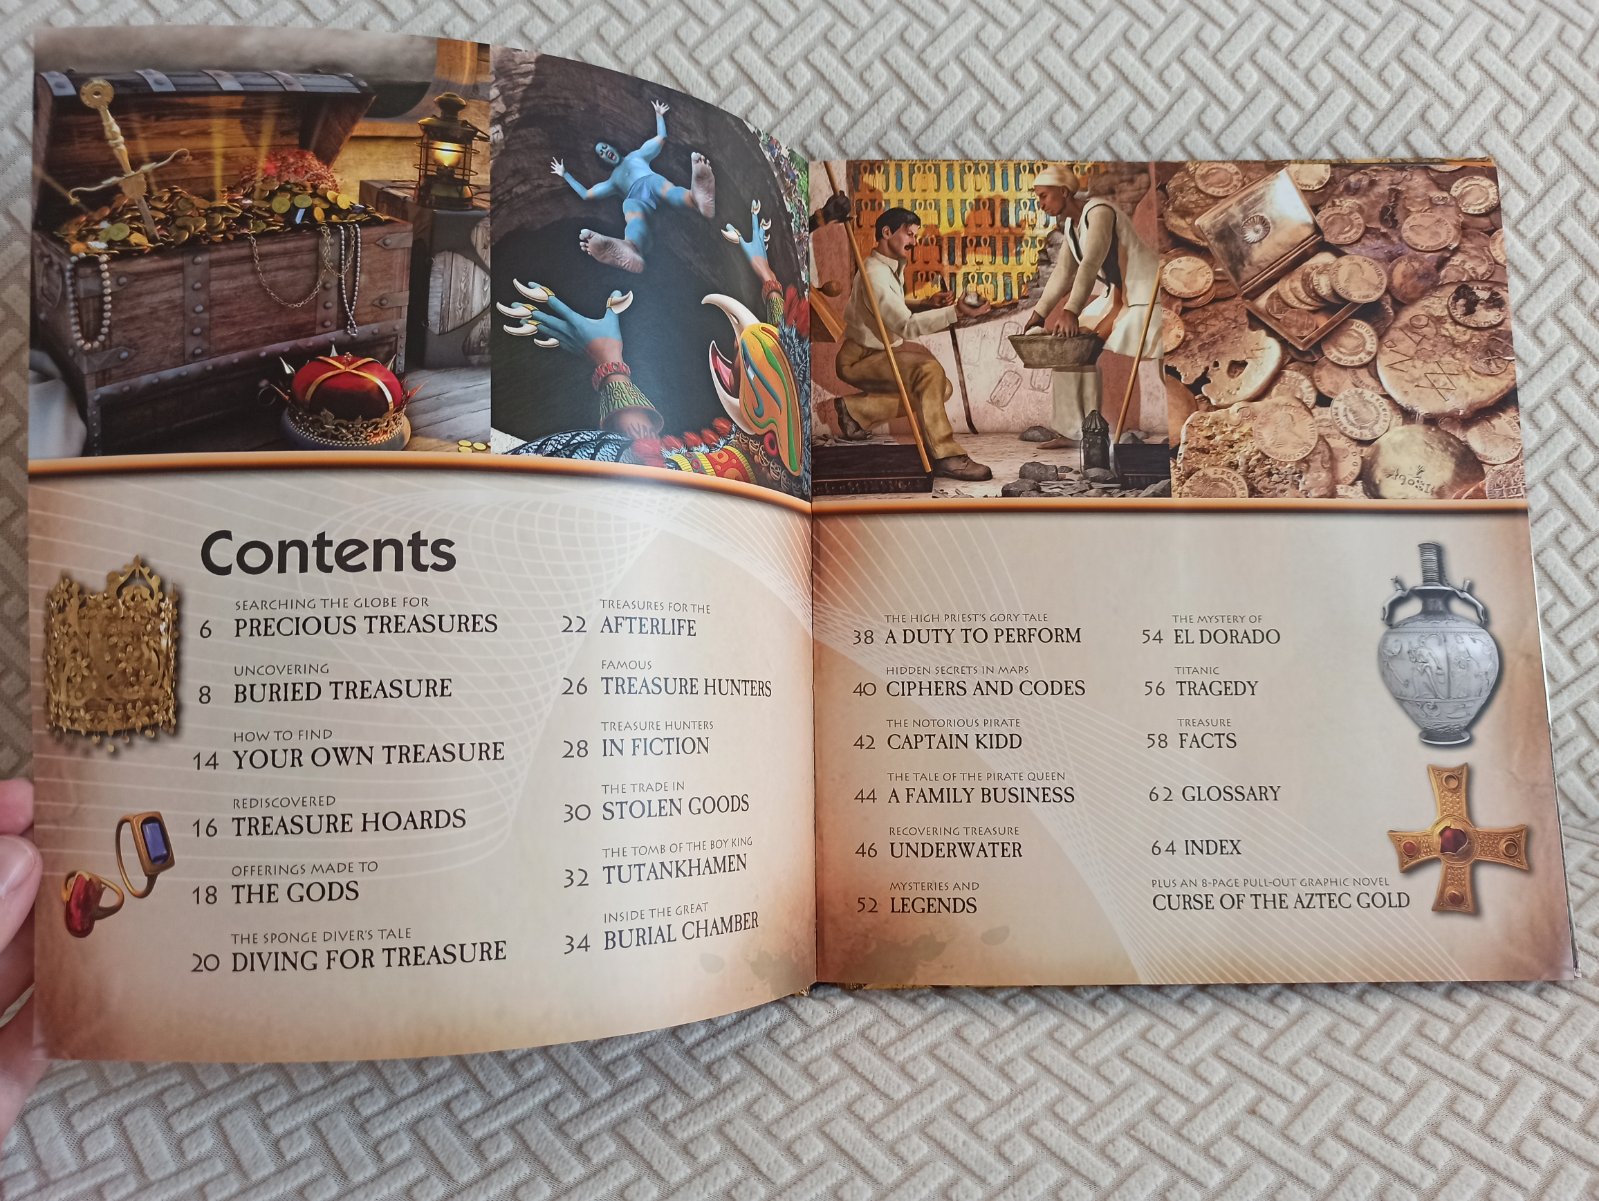 Contents
SEARCHING THE GLOBE FOR
6 PRECIOUS TREASURES
UNCOVERING
8 BURIED TREASURE
HOW TO FIND
14 YOUR OWN TREASURE
REDISCOVERED
16 TREASURE HOARDS
OFFERINGS MADE TO
18 THE GODS
THE SPONGE DIVER'S TALE
20 DIVING FOR TREASURE
TREASURES FOR THE
22 AFTERLIFE
FAMOUS
26 TREASURE HUNTERS
TREASURE HUNTERS
28 IN FICTION
THE TRADE IN
30 STOLEN GOODS
THE TOMB OF THE BOY KING
32 TUTANKHAMEN
INSIDE THE GREAT
34 BURIAL CHAMBER
THE HIGH PRIEST'S GORY TALE
38 A DUTY TO PERFORM
HIDDEN SECRETS IN MAPS
40 CIPHERS AND CODES
THE NOTORIOUS PIRATE
42 CAPTAIN KIDD
THE TALE OF THE PIRATE QUEEN
44 A FAMILY BUSINESS
RECOVERING TREASURE
46 UNDERWATER
MYSTERIES AND
52 LEGENDS
THE MYSTERY OF
54 EL DORADO
TITANIC
56 TRAGEDY
TREASURE
58 FACTS
62 GLOSSARY
64 INDEX
PLUS AN 8-PAGE PULL-OUT GRAPHIC NOVEL
CURSE OF THE AZTEC GOLD